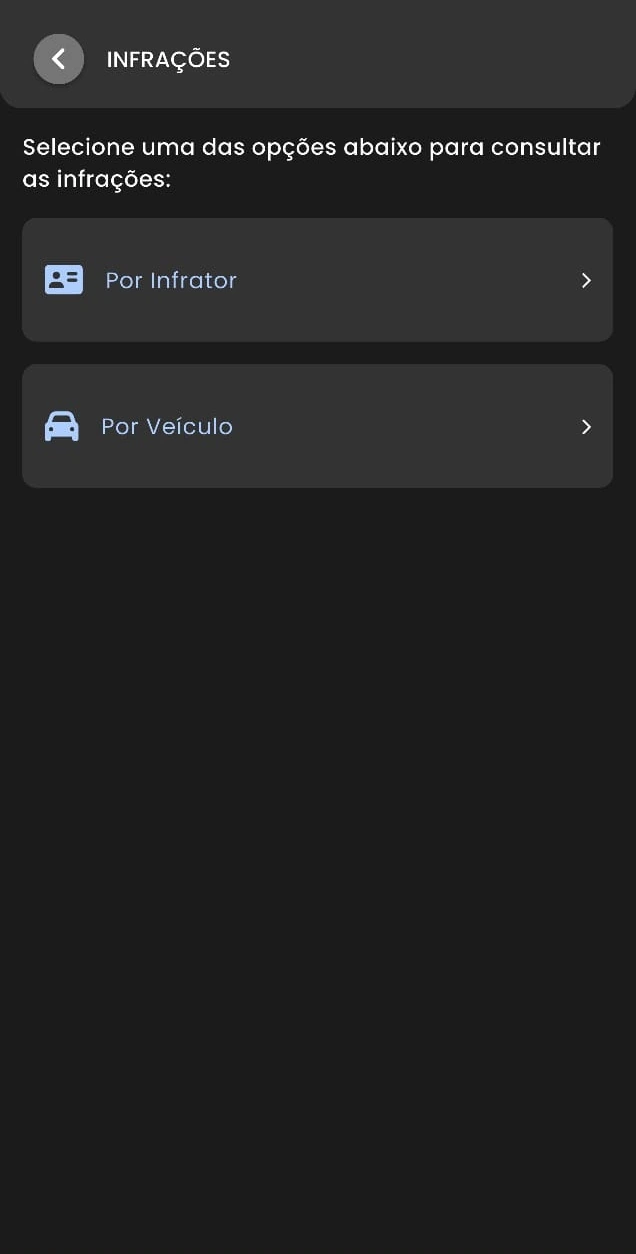 INFRAÇÕES
Selecione uma das opções abaixo para consultar
as infrações:
Por Infrator
Por Veículo